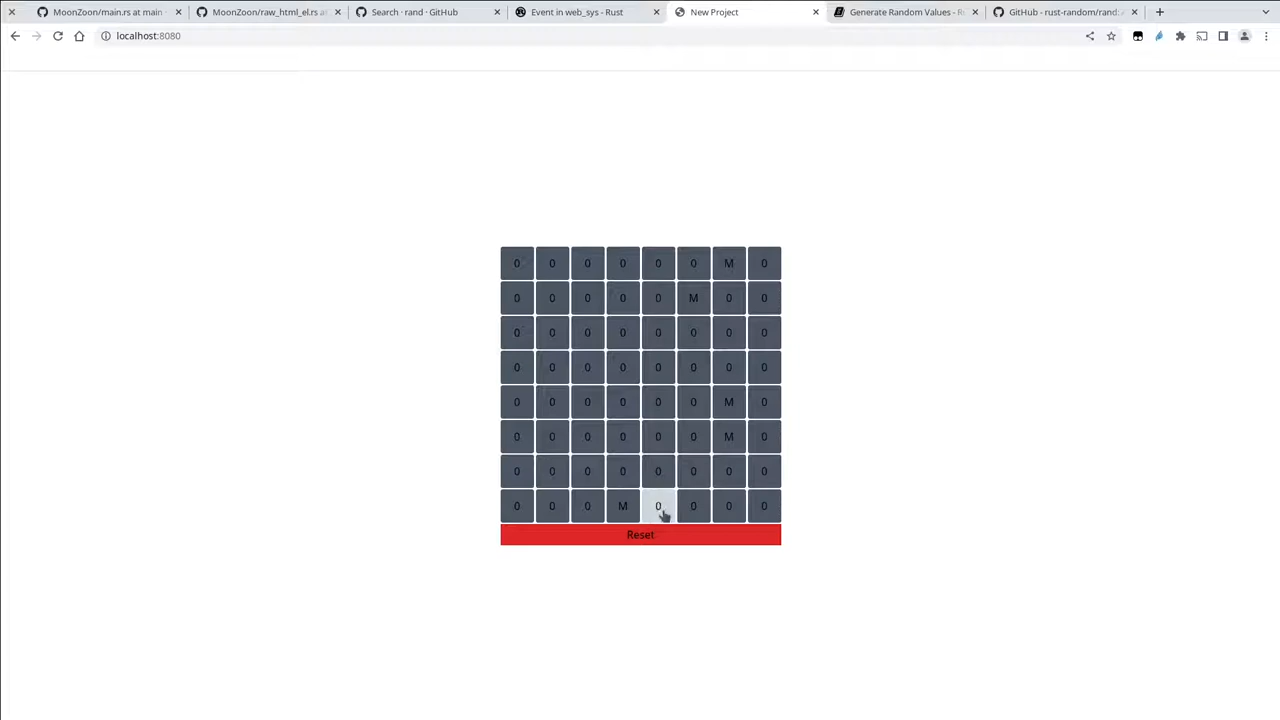 MoonZoon/main.rs at main
MoonZoon/raw_html_el.rs a
Search · rand · GitHub
Event in web_sys - Rust
New Project
Generate Random Values - R
GitHub - rust-random/rand:
localhost:8080
0 0 0 0 0 0 M 0
0 0 0 0 0 M 0 0
0 0 0 0 0 0 0 0
0 0 0 0 0 0 0 0
0 0 0 0 0 0 M 0
0 0 0 0 0 0 M 0
0 0 0 0 0 0 0 0
0 0 0 M 0 0 0 0
Reset